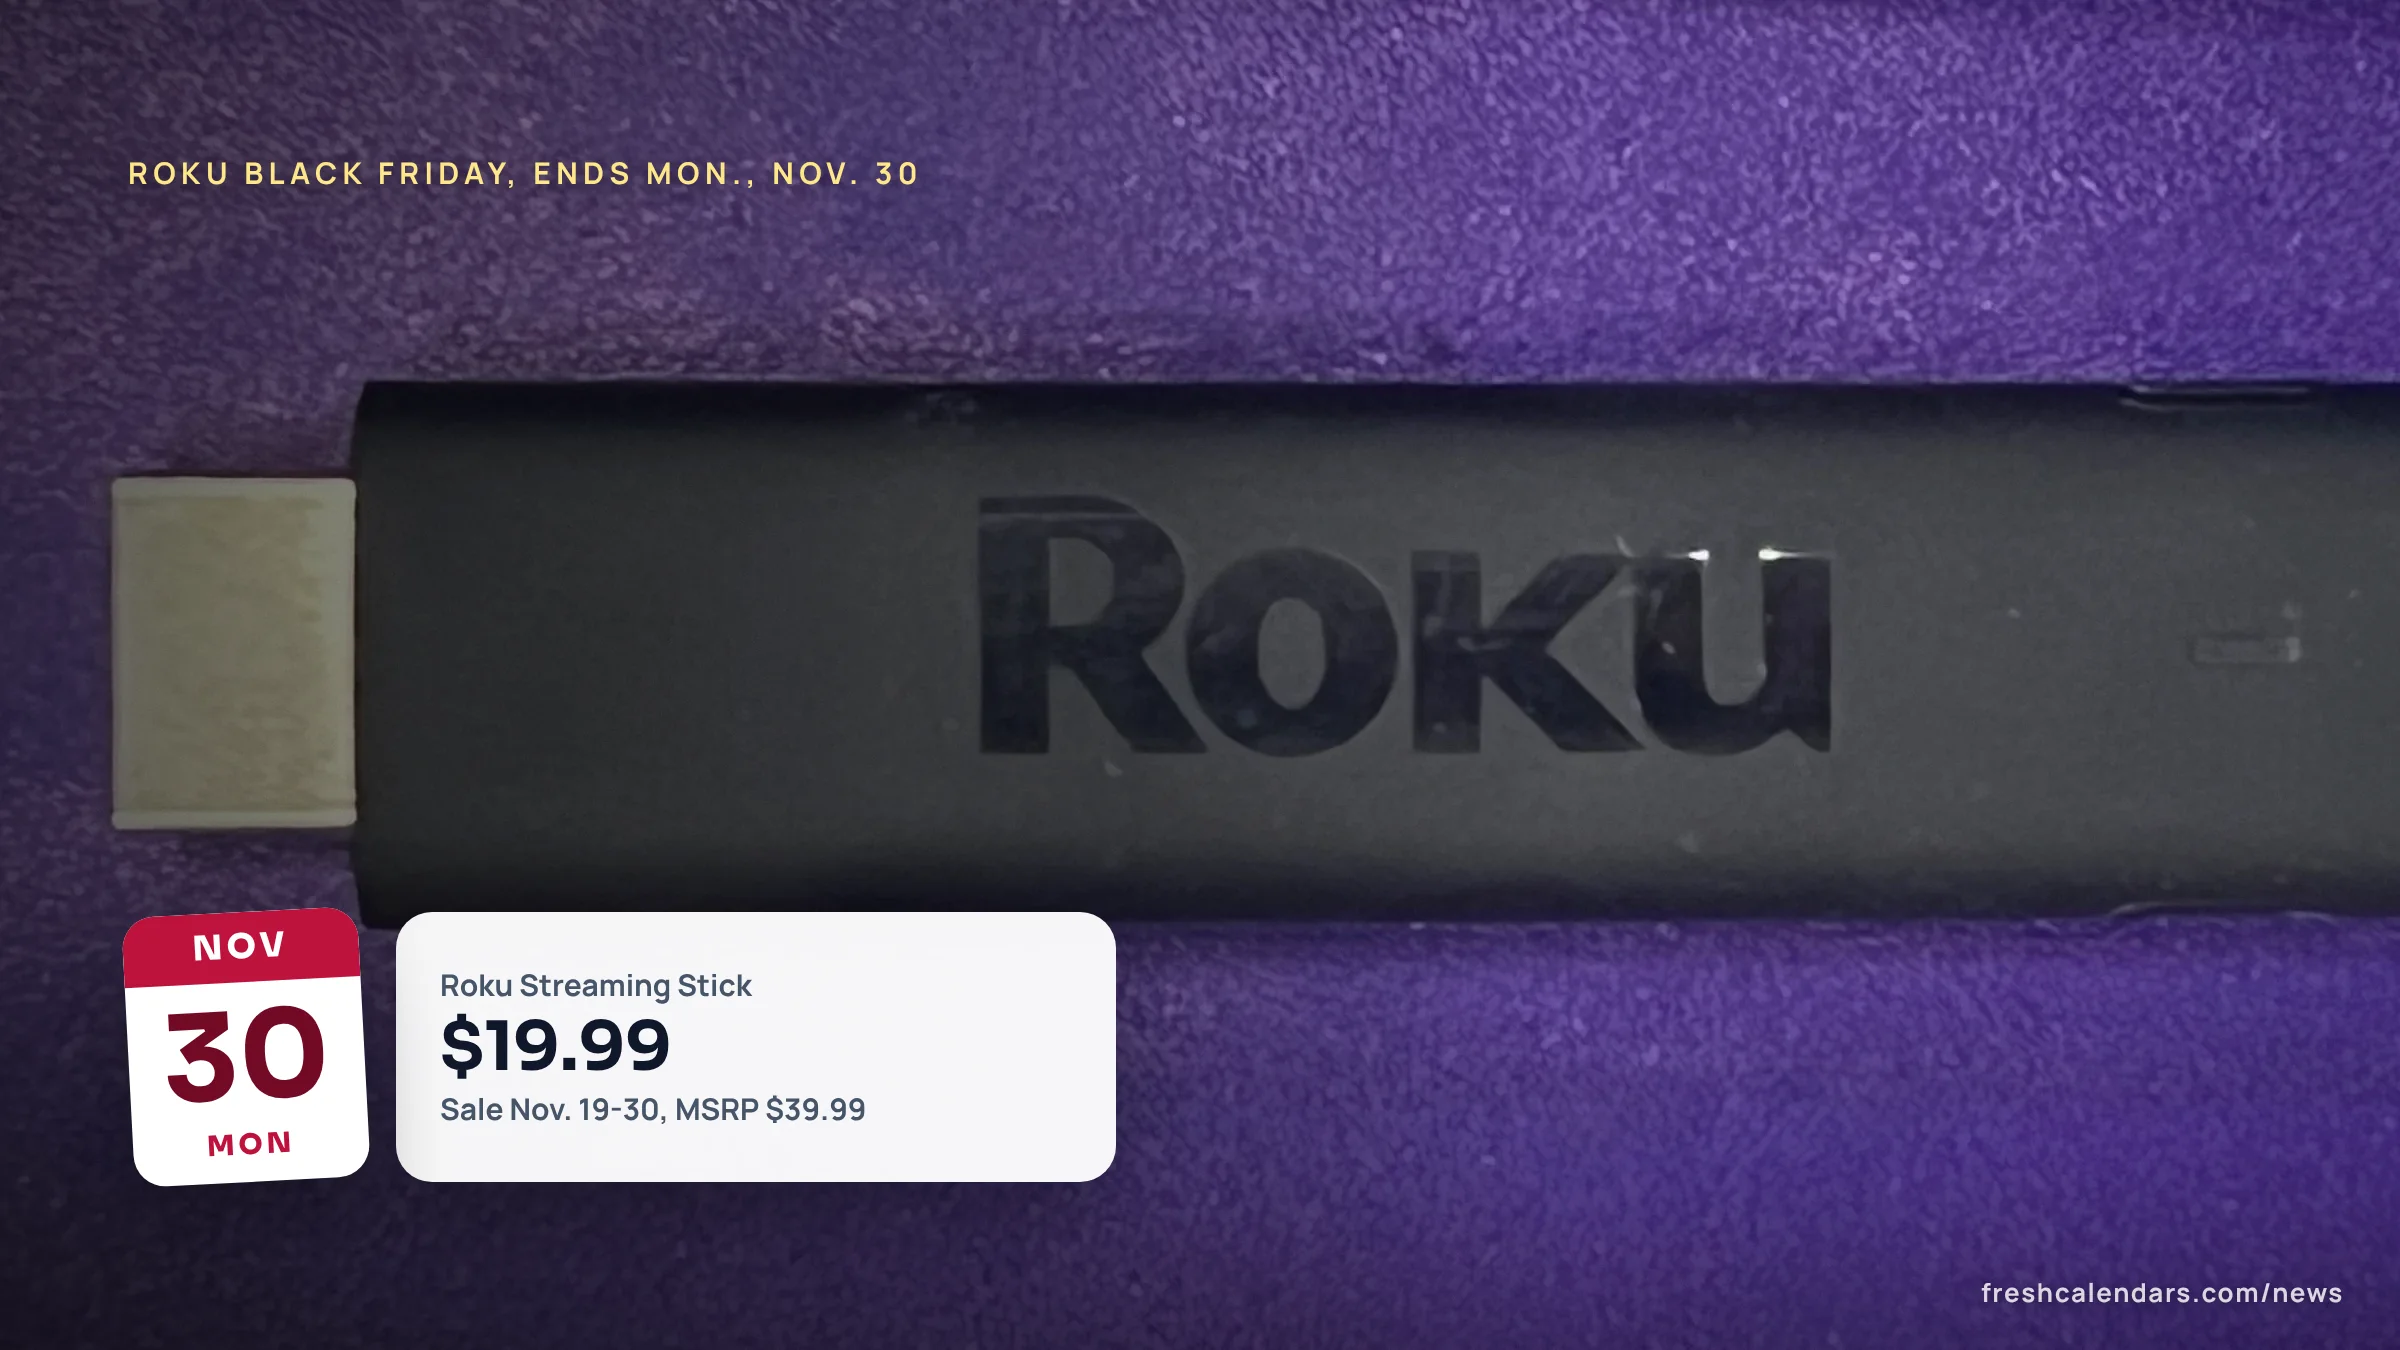 ROKU BLACK FRIDAY, ENDS MON., NOV. 30
Roku
NOV
30
MON
Roku Streaming Stick
$19.99
Sale Nov. 19-30, MSRP $39.99
freshcalendars.com/news